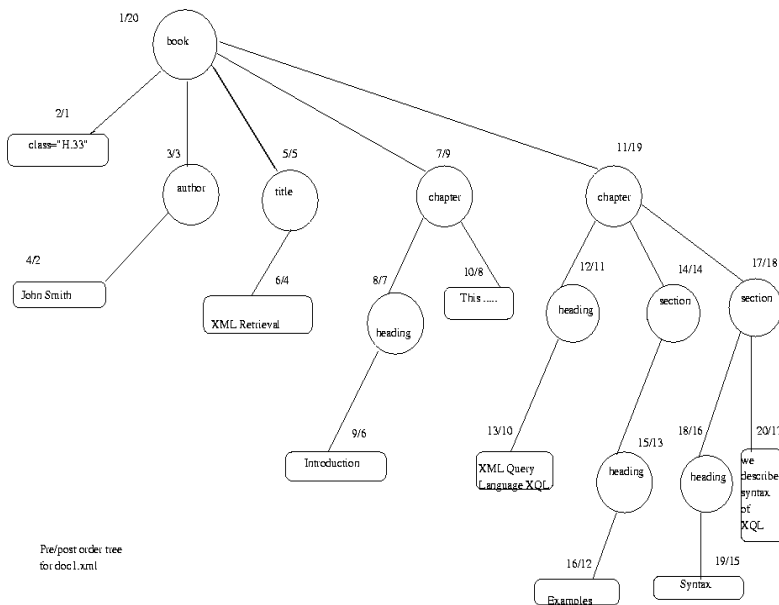 1/20
book
2/1
class="H.33"
3/3
author
5/5
title
7/9
chapter
11/19
chapter
4/2
John Smith
6/4
XML Retrieval
8/7
heading
10/8
This .....
12/11
heading
14/14
section
17/18
section
9/6
Introduction
13/10
XML Query
Language XQL
15/13
heading
18/16
heading
20/17
we
describe
syntax
of
XQL
16/12
Examples
19/15
Syntax
Pre/post order tree
for doc1.xml